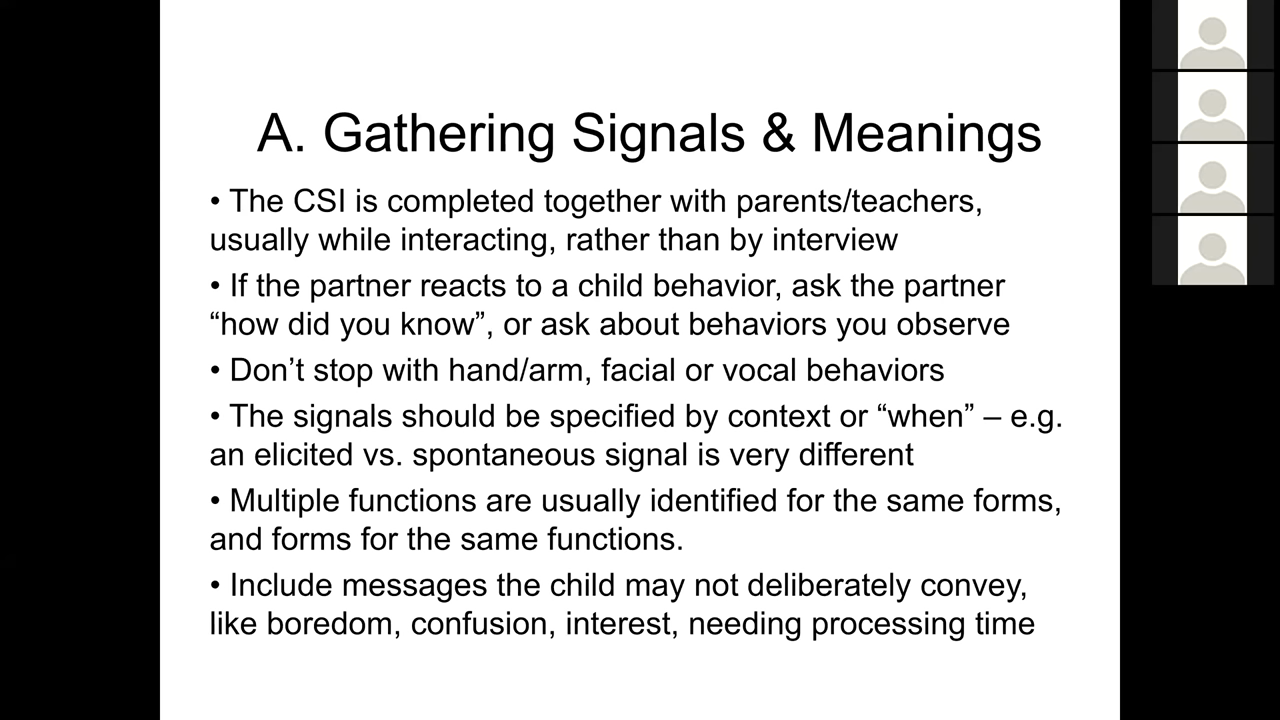 A. Gathering Signals & Meanings
• The CSI is completed together with parents/teachers,
usually while interacting, rather than by interview
• If the partner reacts to a child behavior, ask the partner
“how did you know”, or ask about behaviors you observe
• Don’t stop with hand/arm, facial or vocal behaviors
• The signals should be specified by context or “when” – e.g.
an elicited vs. spontaneous signal is very different
• Multiple functions are usually identified for the same forms,
and forms for the same functions.
• Include messages the child may not deliberately convey,
like boredom, confusion, interest, needing processing time